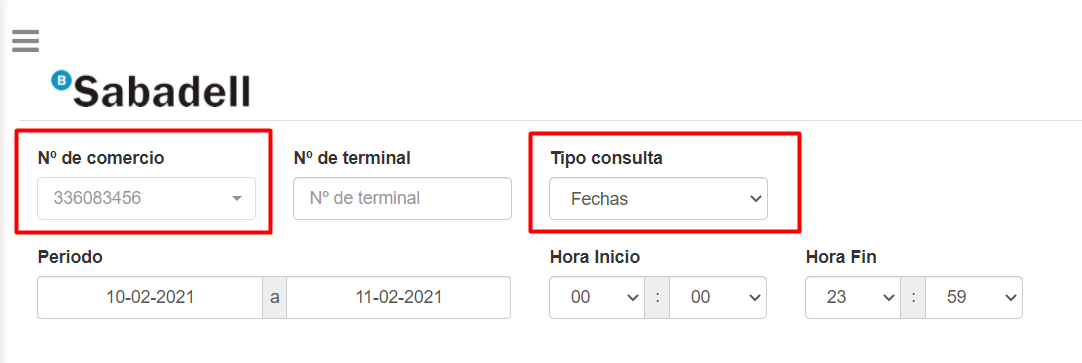 B Sabadell
Nº de comercio Nº de terminal Tipo consulta
336083456 Nº de terminal Fechas
Periodo Hora Inicio Hora Fin
10-02-2021 a 11-02-2021 00 : 00 23 : 59